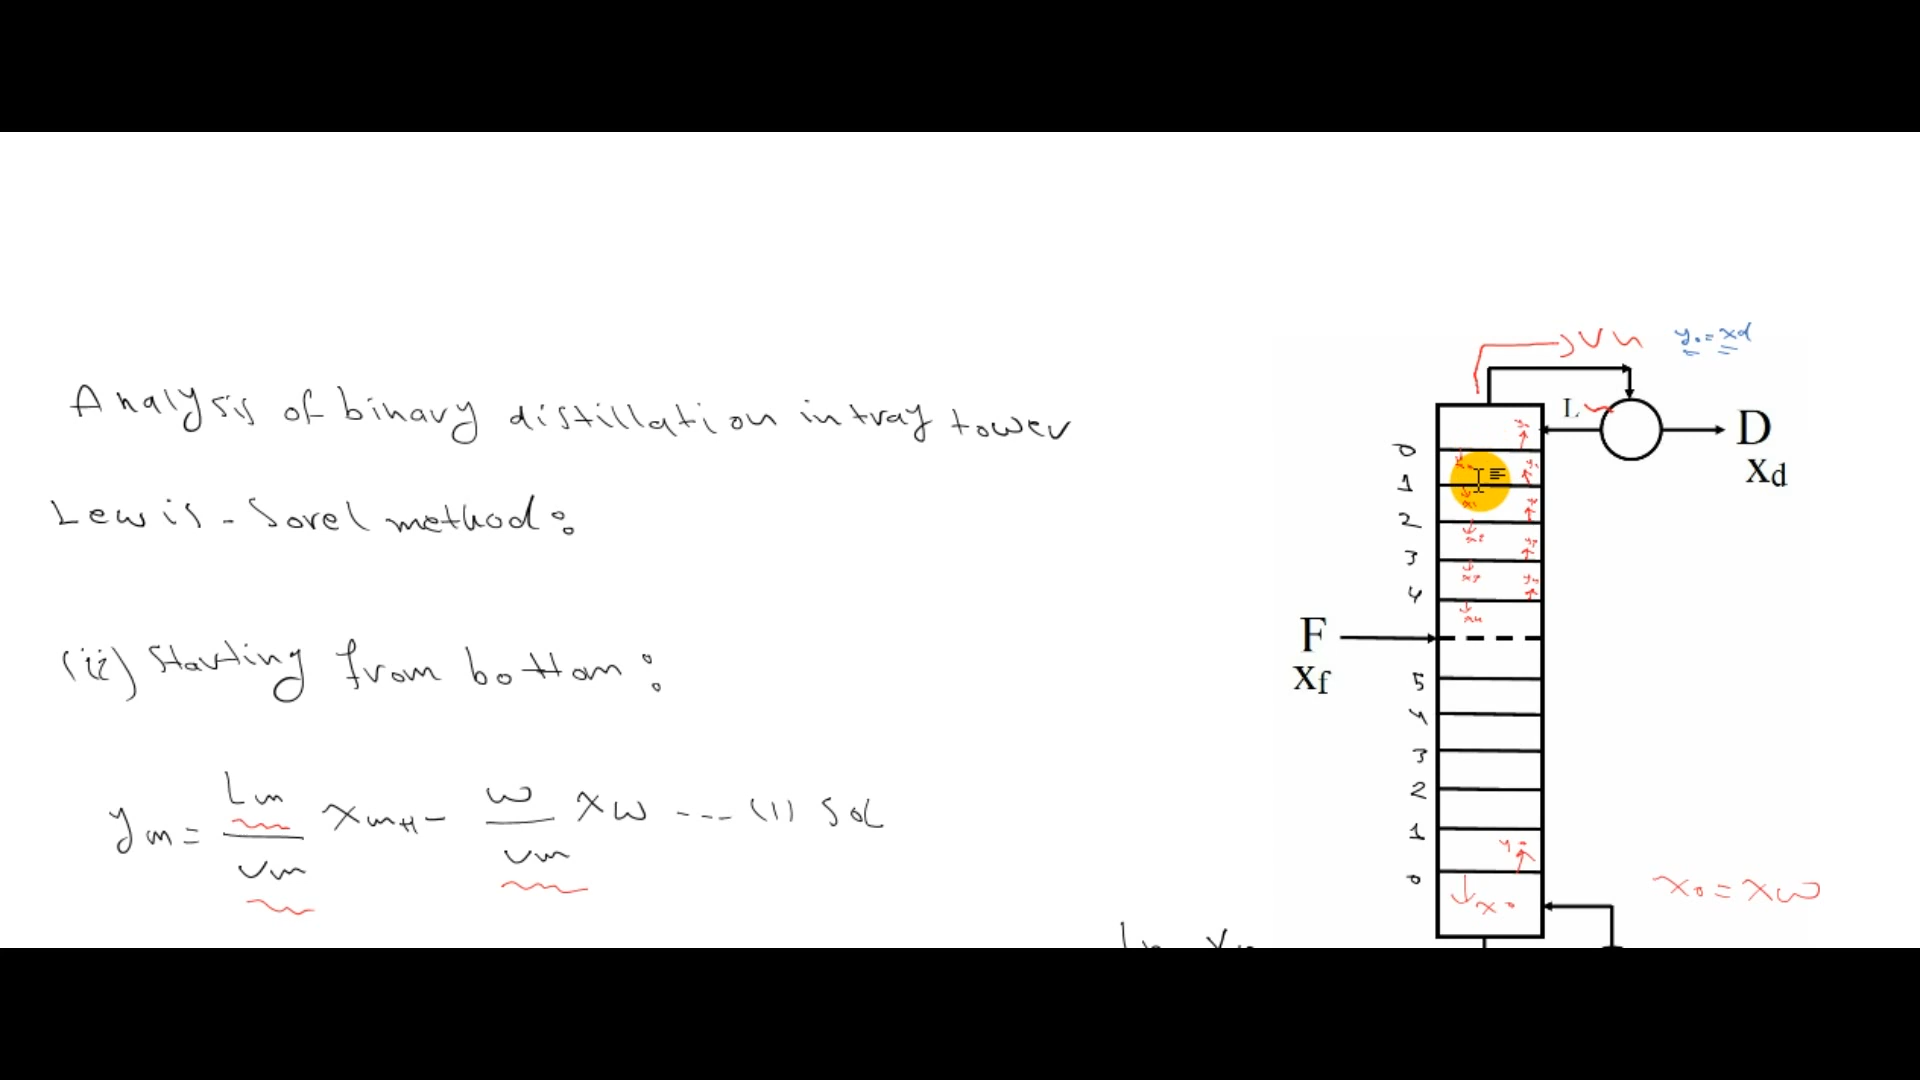 Analysis of binary distillation in tray tower
Lewis - Sorel method:
(ii) Starting from bottom:
ym = Lm/Vm xm+1 - w/Vm xw --- (1) SOL
Vn
y0 = xd
L
D
xd
0
1
2
3
4
F
xf
5
4
3
2
1
0
x0
x0 = xw